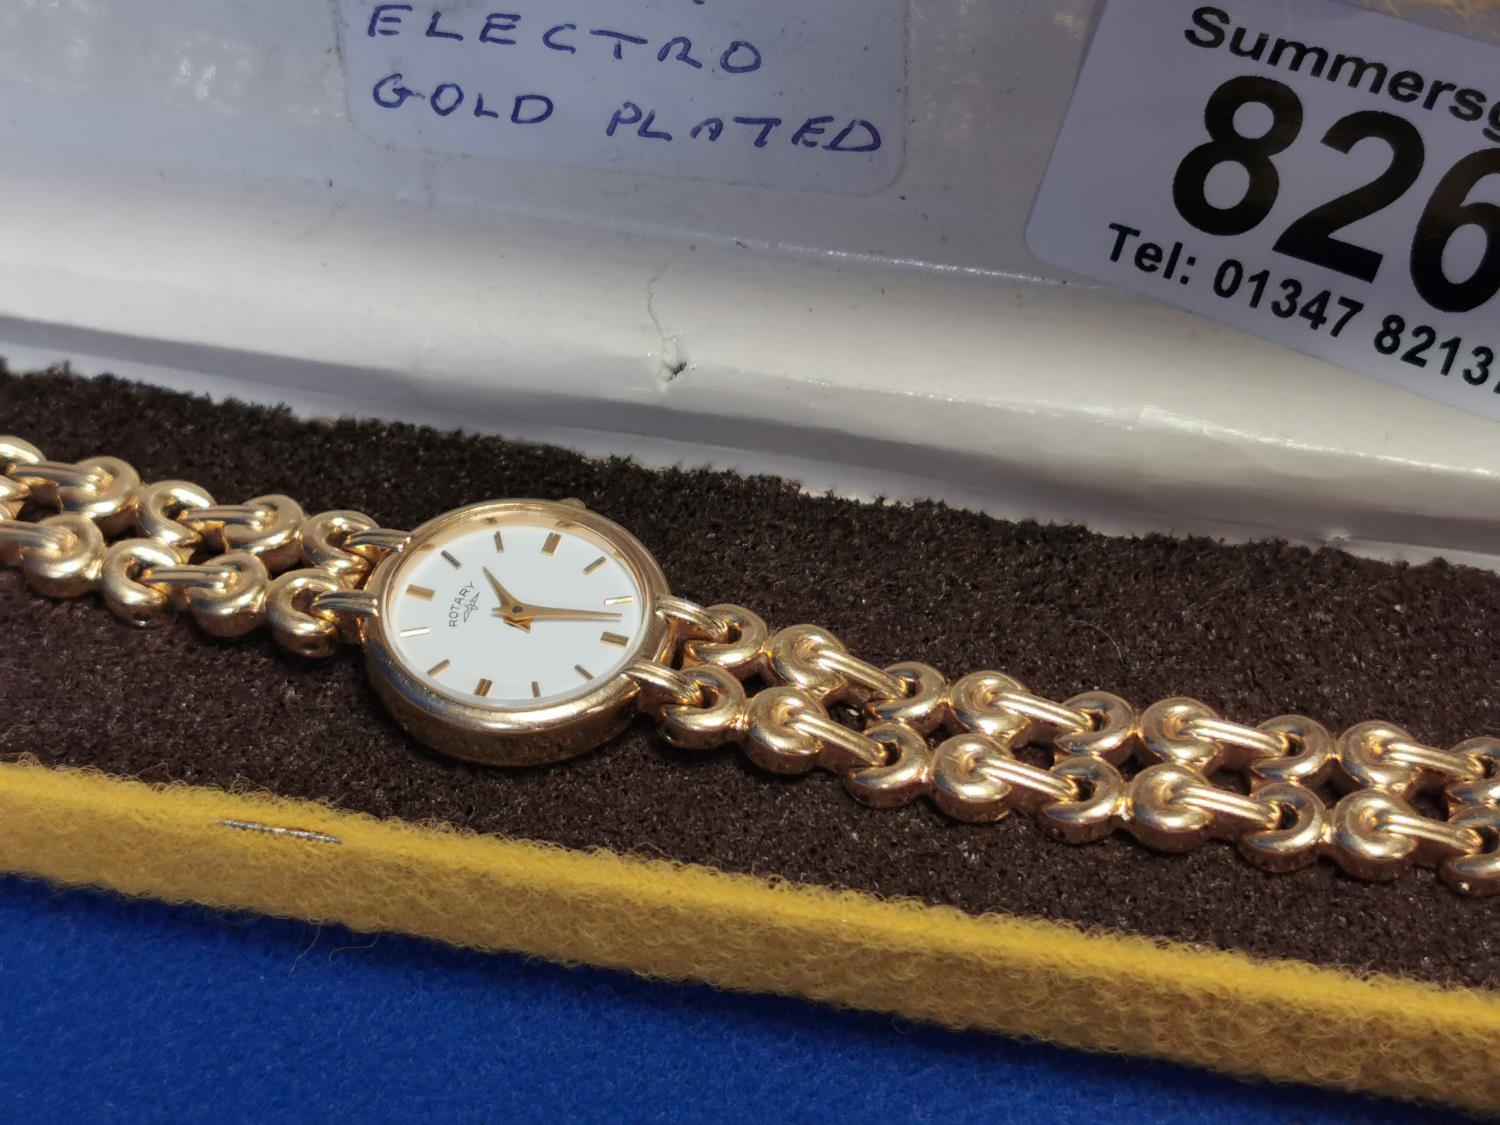 ELECTRO
GOLD PLATED
Summersg
826
Tel: 01347 8213
ROTARY